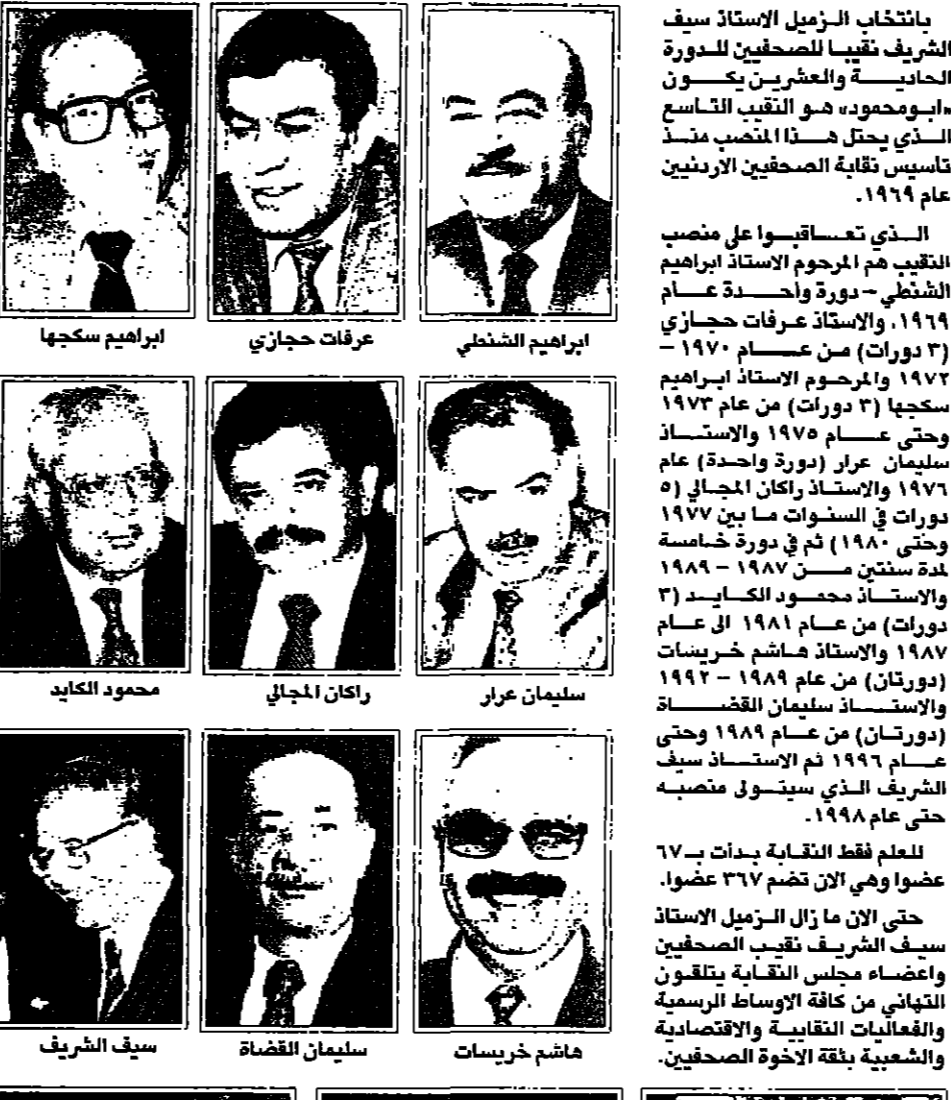 بانتخاب الزميل الاستاذ سيف
الشريف نقيبا للصحفيين للدورة
الحادية والعشرين يكون
«ابو محمود» هو النقيب التاسع
الذي يحتل هذا المنصب منذ
تأسيس نقابة الصحفيين الاردنيين
عام ١٩٦٩.
الذي تعاقبوا على منصب
النقيب هم المرحوم الاستاذ ابراهيم
الشنطي - دورة واحدة عام
١٩٦٩، والاستاذ عرفات حجازي
(٣ دورات) من عام ١٩٧٠ -
١٩٧٢ والمرحوم الاستاذ ابراهيم
سكجها (٣ دورات) من عام ١٩٧٣
وحتى عام ١٩٧٥ والاستاذ
سليمان عرار (دورة واحدة) عام
١٩٧٦ والاستاذ راكان المجالي (٥
دورات في السنوات ما بين ١٩٧٧
وحتى ١٩٨٠) ثم في دورة خامسة
لمدة سنتين من ١٩٨٧ - ١٩٨٩
والاستاذ محمود الكايد (٣
دورات) من عام ١٩٨١ الى عام
١٩٨٧ والاستاذ هاشم خريسات
(دورتان) من عام ١٩٨٩ - ١٩٩٢
والاستاذ سليمان القضاة
(دورتان) من عام ١٩٨٩ وحتى
عام ١٩٩٦ ثم الاستاذ سيف
الشريف الذي سيتولى منصبه
حتى عام ١٩٩٨.
للعلم فقط النقابة بدأت بـ ٦٧
عضوا وهي الان تضم ٣٦٧ عضوا.
حتى الان ما زال الزميل الاستاذ
سيف الشريف نقيب الصحفيين
واعضاء مجلس النقابة يتلقون
التهاني من كافة الاوساط الرسمية
والفعاليات النقابية والاقتصادية
والشعبية بثقة الاخوة الصحفيين.
ابراهيم الشنطي
عرفات حجازي
ابراهيم سكجها
سليمان عرار
راكان المجالي
محمود الكايد
هاشم خريسات
سليمان القضاة
سيف الشريف